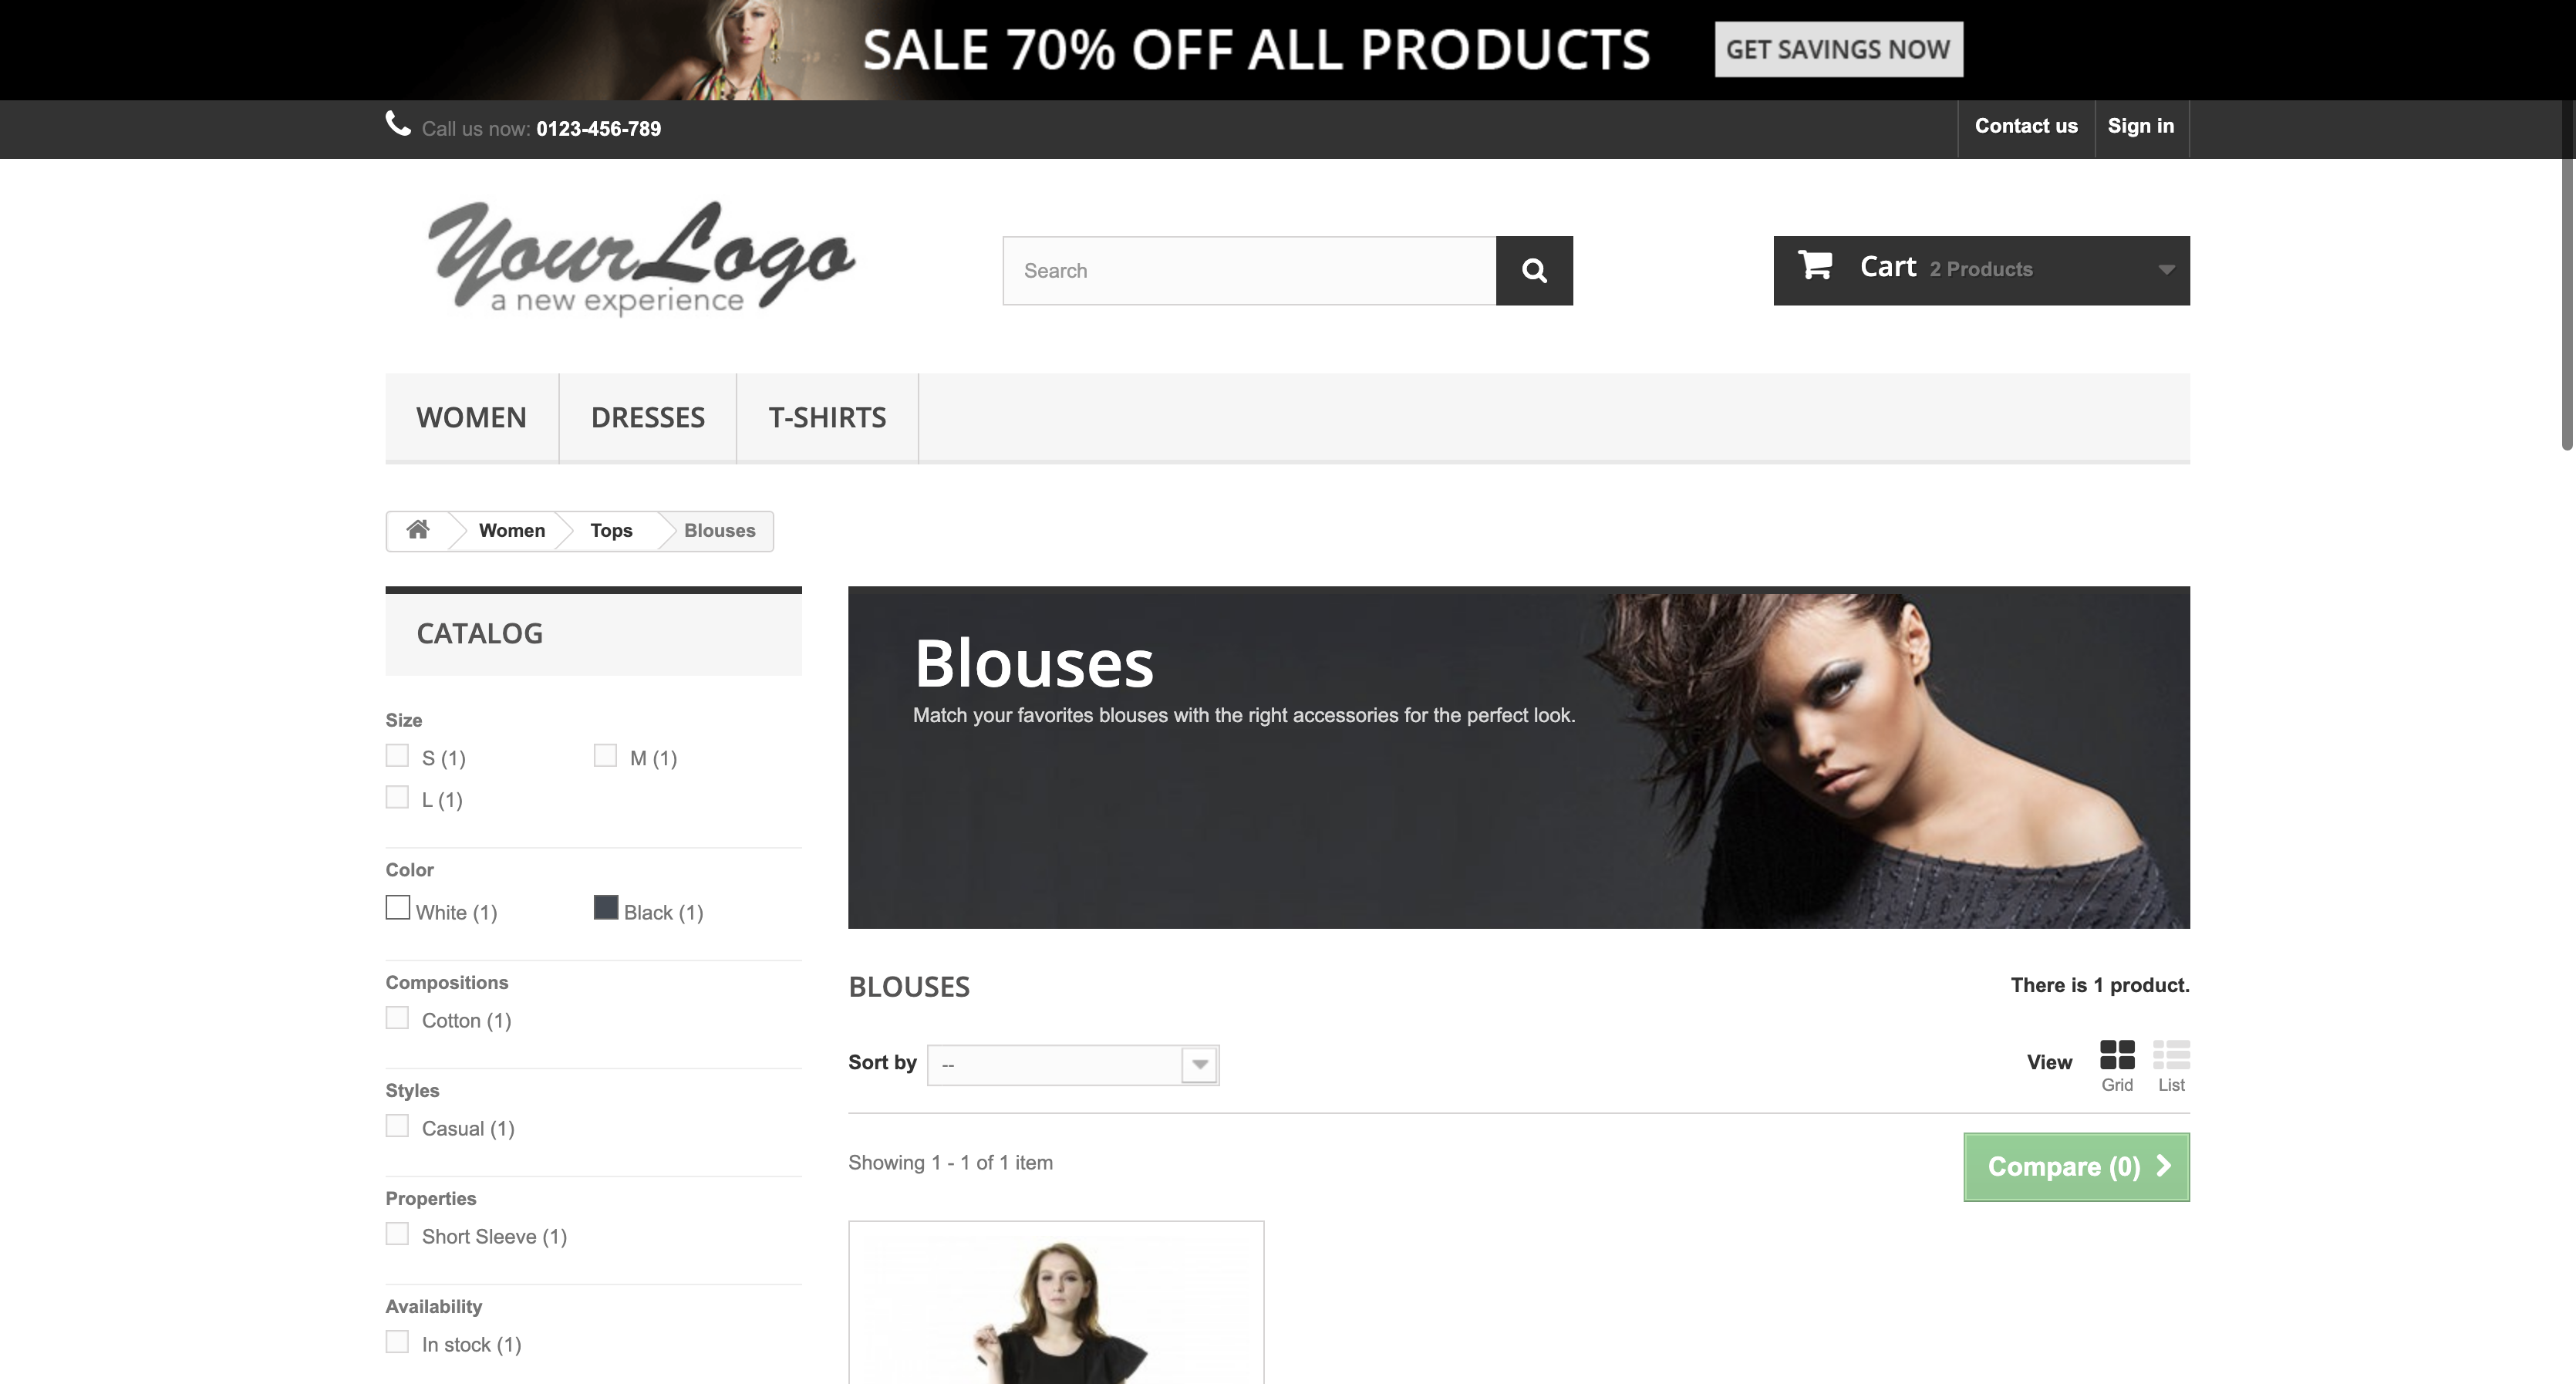 SALE 70% OFF ALL PRODUCTS
GET SAVINGS NOW
Call us now: 0123-456-789
Contact us
Sign in
Your Logo
a new experience
Search
Cart 2 Products
WOMEN
DRESSES
T-SHIRTS
Women
Tops
Blouses
CATALOG
Size
S (1)
M (1)
L (1)
Color
White (1)
Black (1)
Compositions
Cotton (1)
Styles
Casual (1)
Properties
Short Sleeve (1)
Availability
In stock (1)
Blouses
Match your favorites blouses with the right accessories for the perfect look.
BLOUSES
There is 1 product.
Sort by
--
View
Grid
List
Showing 1 - 1 of 1 item
Compare (0)